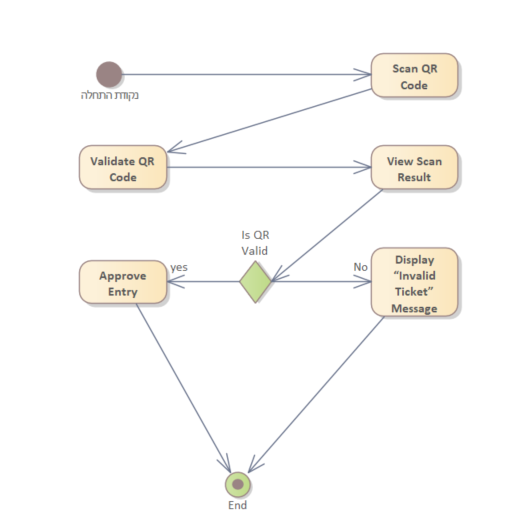 Scan QR
Code
נקודת התחלה
Validate QR
Code
View Scan
Result
Is QR
Valid
yes
No
Approve
Entry
Display
“Invalid
Ticket”
Message
End